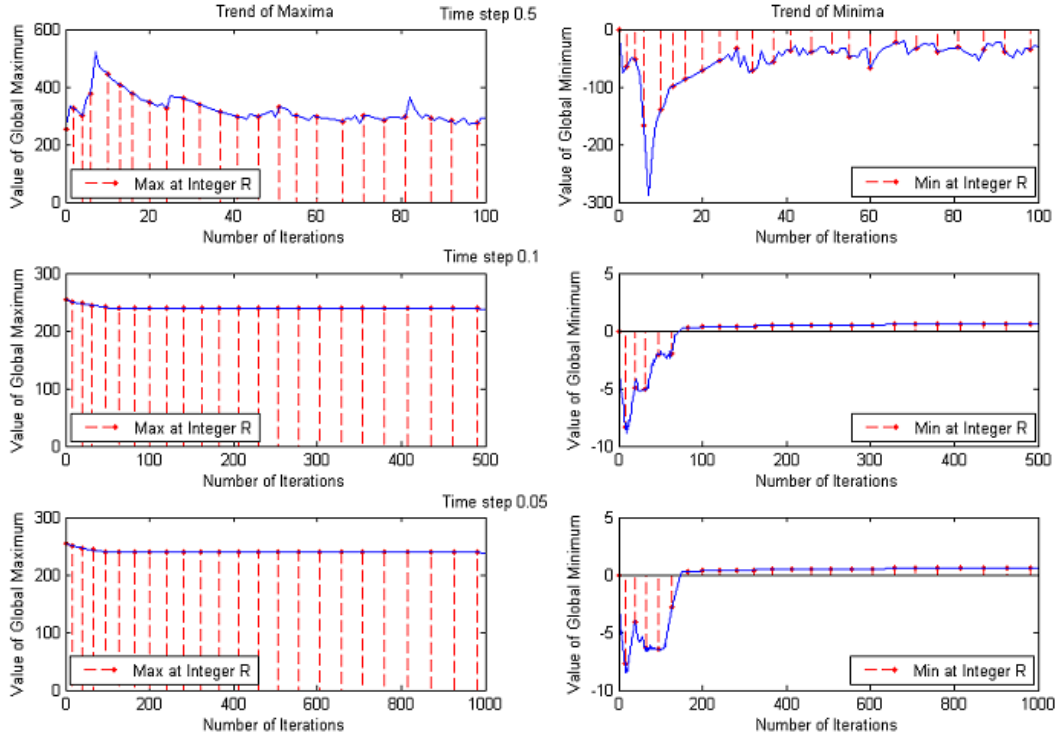 Trend of Maxima
Time step 0.5
Trend of Minima
Value of Global Maximum
600
400
200
0
Max at Integer R
0 20 40 60 80 100
Number of Iterations
Value of Global Minimum
0
-100
-200
-300
Min at Integer R
0 20 40 60 80 100
Number of Iterations
Time step 0.1
Value of Global Maximum
300
200
100
0
Max at Integer R
0 100 200 300 400 500
Number of Iterations
Value of Global Minimum
5
0
-5
-10
Min at Integer R
0 100 200 300 400 500
Number of Iterations
Time step 0.05
Value of Global Maximum
300
200
100
0
Max at Integer R
0 200 400 600 800 1000
Number of Iterations
Value of Global Minimum
5
0
-5
-10
Min at Integer R
0 200 400 600 800 1000
Number of Iterations